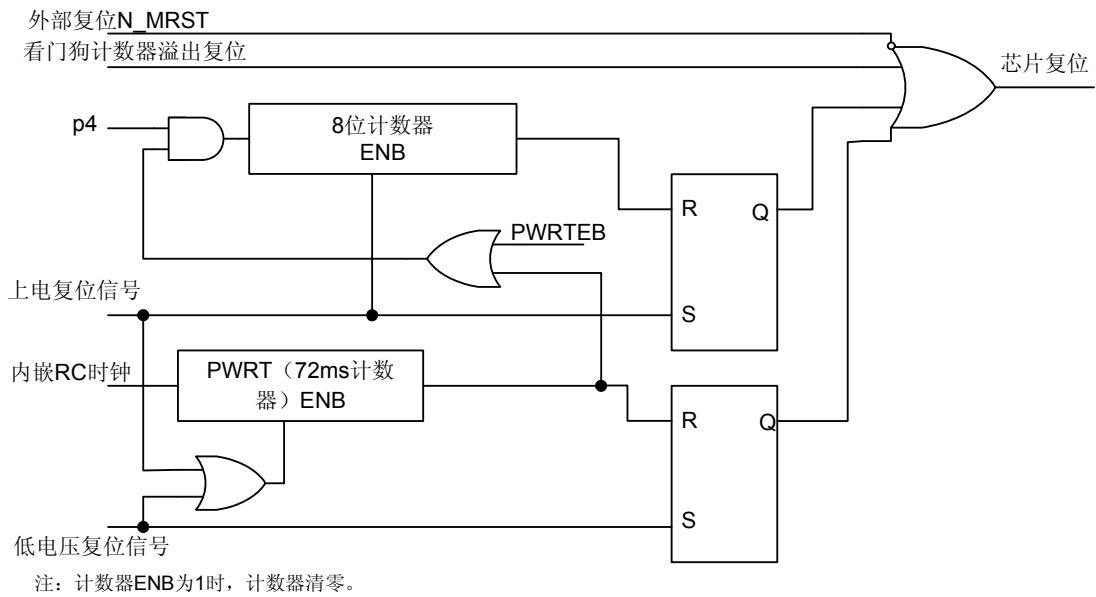 外部复位N_MRST
看门狗计数器溢出复位
芯片复位
p4
8位计数器
ENB
R
Q
PWRTEB
上电复位信号
S
内嵌RC时钟
PWRT（72ms计数
器）ENB
R
Q
S
低电压复位信号
注：计数器ENB为1时，计数器清零。